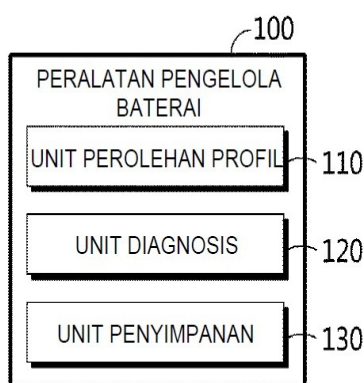 100
PERALATAN PENGELOLA
BATERAI
UNIT PEROLEHAN PROFIL
110
UNIT DIAGNOSIS
120
UNIT PENYIMPANAN
130